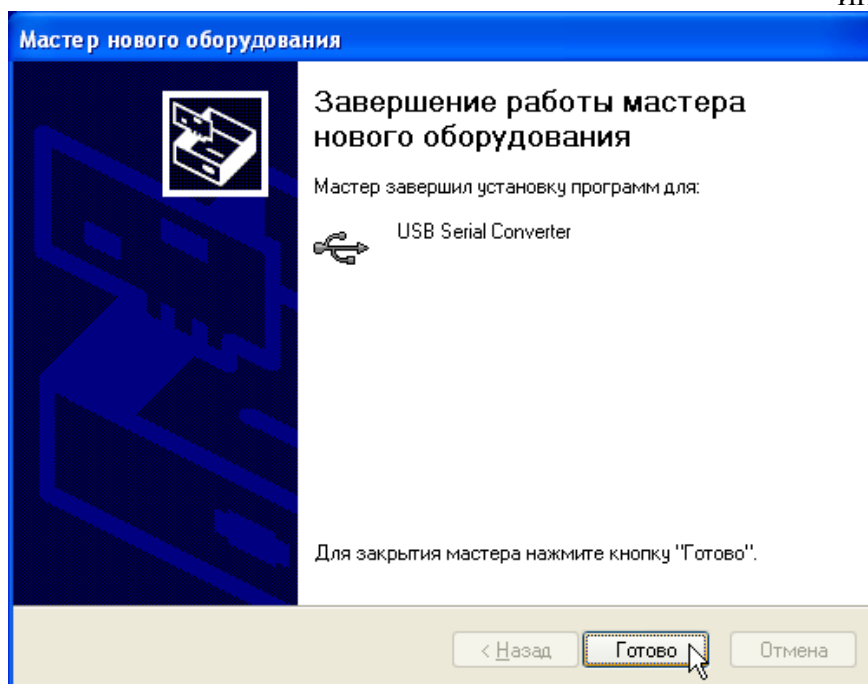 Мастер нового оборудования
Завершение работы мастера
нового оборудования
Мастер завершил установку программ для:
USB Serial Converter
Для закрытия мастера нажмите кнопку "Готово".
< Назад Готово Отмена